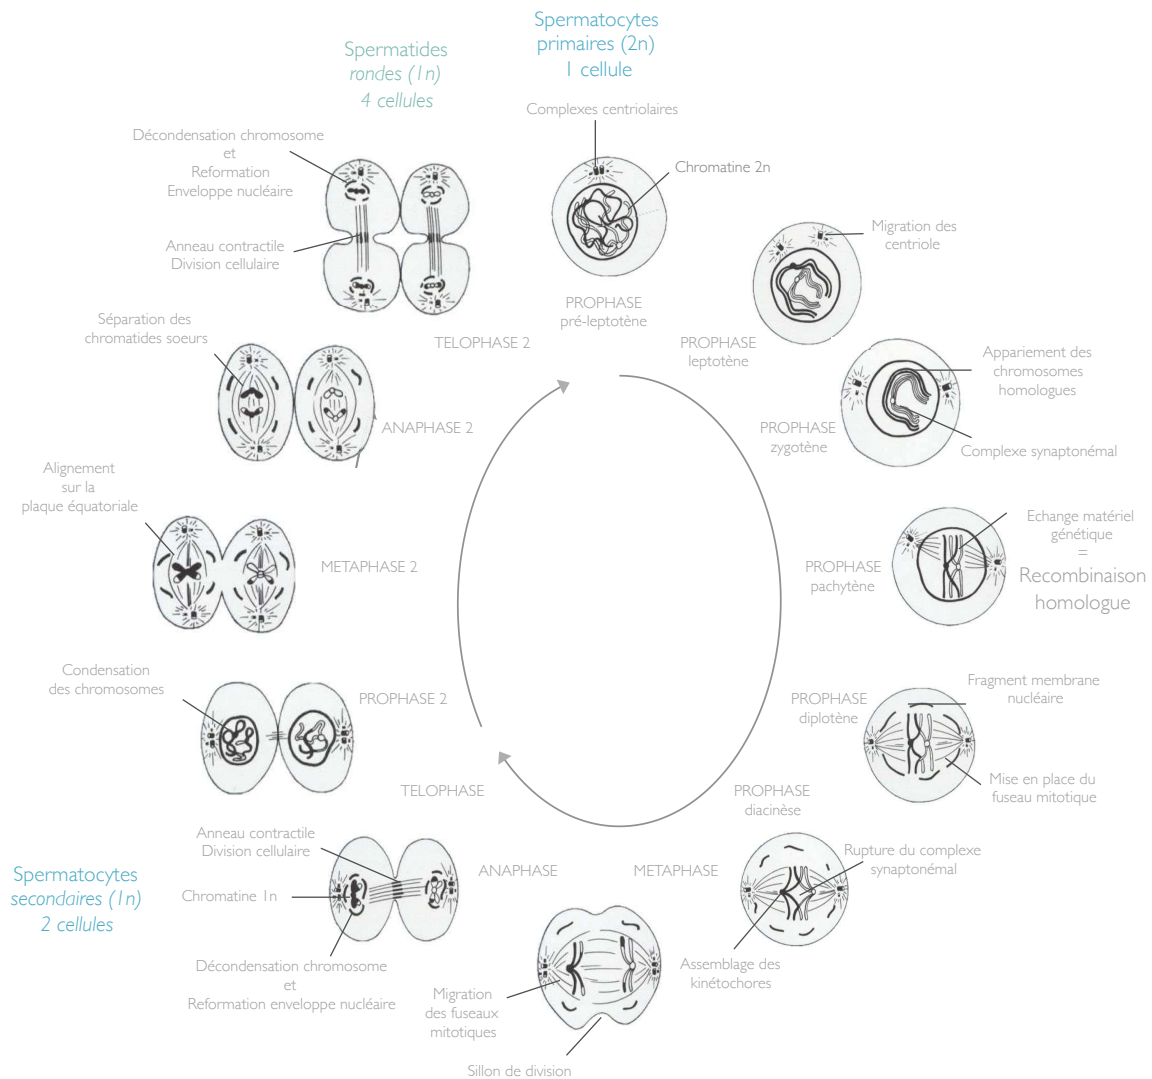 Spermatocytes
primaires (2n)
1 cellule
Spermatides
rondes (1n)
4 cellules
Complexes centriolaires
Chromatine 2n
PROPHASE
pré-leptotène
Migration des
centriole
PROPHASE
leptotène
Appariement des
chromosomes
homologues
PROPHASE
zygotène
Complexe synaptonémal
Echange matériel
génétique
=
Recombinaison
homologue
PROPHASE
pachytène
Fragment membrane
nucléaire
PROPHASE
diplotène
Mise en place du
fuseau mitotique
PROPHASE
diacinèse
Rupture du complexe
synaptonémal
METAPHASE
Assemblage des
kinétochores
ANAPHASE
Migration
des fuseaux
mitotiques
Sillon de division
TELOPHASE
Anneau contractile
Division cellulaire
Chromatine 1n
Décondensation chromosome
et
Reformation enveloppe nucléaire
Spermatocytes
secondaires (1n)
2 cellules
PROPHASE 2
Condensation
des chromosomes
METAPHASE 2
Alignement
sur la
plaque équatoriale
ANAPHASE 2
Séparation des
chromatides soeurs
TELOPHASE 2
Anneau contractile
Division cellulaire
Décondensation chromosome
et
Reformation
Enveloppe nucléaire